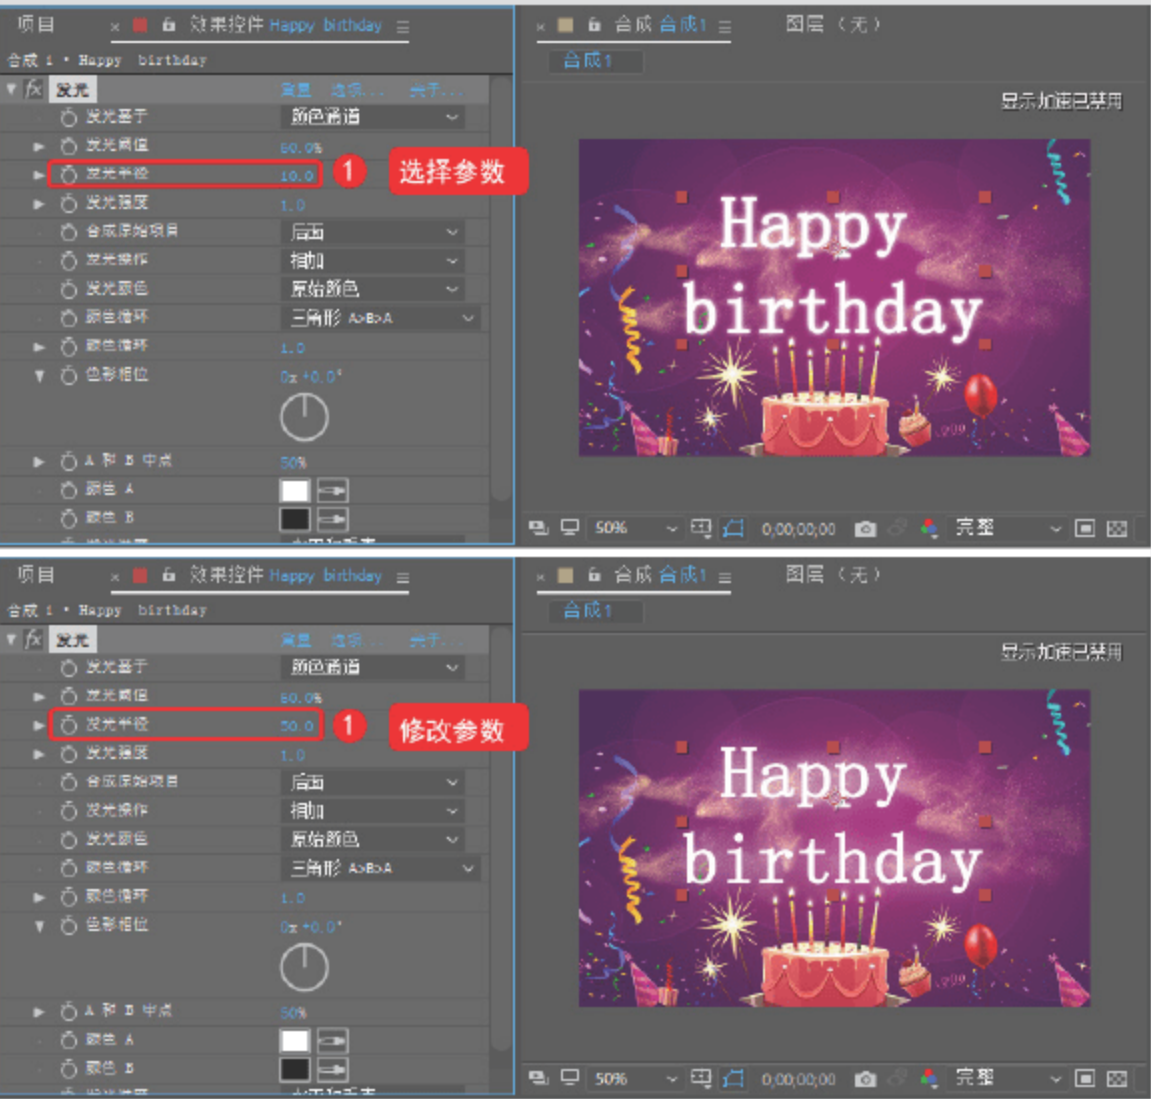 项目
× 效果控件 Happy birthday
合成 1 · Happy birthday
fx 发光
重置 选项... 关于...
发光基于 颜色通道
发光阈值 60.0%
发光半径 10.0
1 选择参数
发光强度 1.0
合成原始项目 后面
发光操作 相加
发光颜色 原始颜色
颜色循环 三角形 A>B>A
颜色循环 1.0
色彩相位 0x +0.0°
A 和 B 中点 50%
颜色 A
颜色 B
× 合成 合成1
图层 (无)
合成1
显示加速已禁用
Happy
birthday
50% 0;00;00;00 完整
项目
× 效果控件 Happy birthday
合成 1 · Happy birthday
fx 发光
重置 选项... 关于...
发光基于 颜色通道
发光阈值 60.0%
发光半径 50.0
1 修改参数
发光强度 1.0
合成原始项目 后面
发光操作 相加
发光颜色 原始颜色
颜色循环 三角形 A>B>A
颜色循环 1.0
色彩相位 0x +0.0°
A 和 B 中点 50%
颜色 A
颜色 B
× 合成 合成1
图层 (无)
合成1
显示加速已禁用
Happy
birthday
50% 0;00;00;00 完整